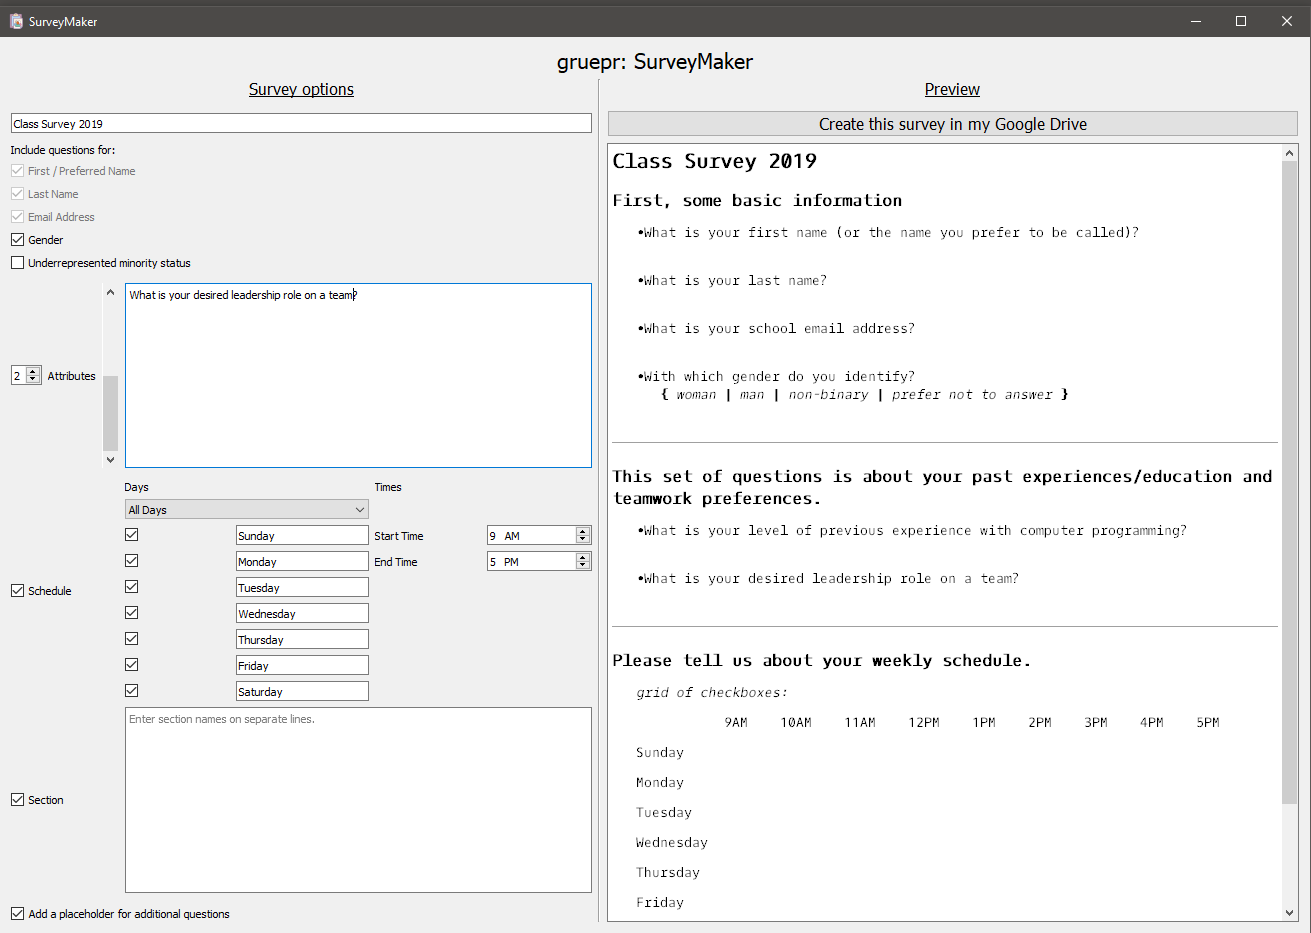 SurveyMaker
gruepr: SurveyMaker
Survey options
Class Survey 2019
Include questions for:
First / Preferred Name
Last Name
Email Address
Gender
Underrepresented minority status
What is your desired leadership role on a team?
2 Attributes
Days Times
All Days
Sunday Start Time 9 AM
Monday End Time 5 PM
Tuesday
Schedule
Wednesday
Thursday
Friday
Saturday
Enter section names on separate lines.
Section
Add a placeholder for additional questions
Preview
Create this survey in my Google Drive
Class Survey 2019
First, some basic information
•What is your first name (or the name you prefer to be called)?
•What is your last name?
•What is your school email address?
•With which gender do you identify?
{ woman | man | non-binary | prefer not to answer }
This set of questions is about your past experiences/education and
teamwork preferences.
•What is your level of previous experience with computer programming?
•What is your desired leadership role on a team?
Please tell us about your weekly schedule.
grid of checkboxes:
9AM 10AM 11AM 12PM 1PM 2PM 3PM 4PM 5PM
Sunday
Monday
Tuesday
Wednesday
Thursday
Friday